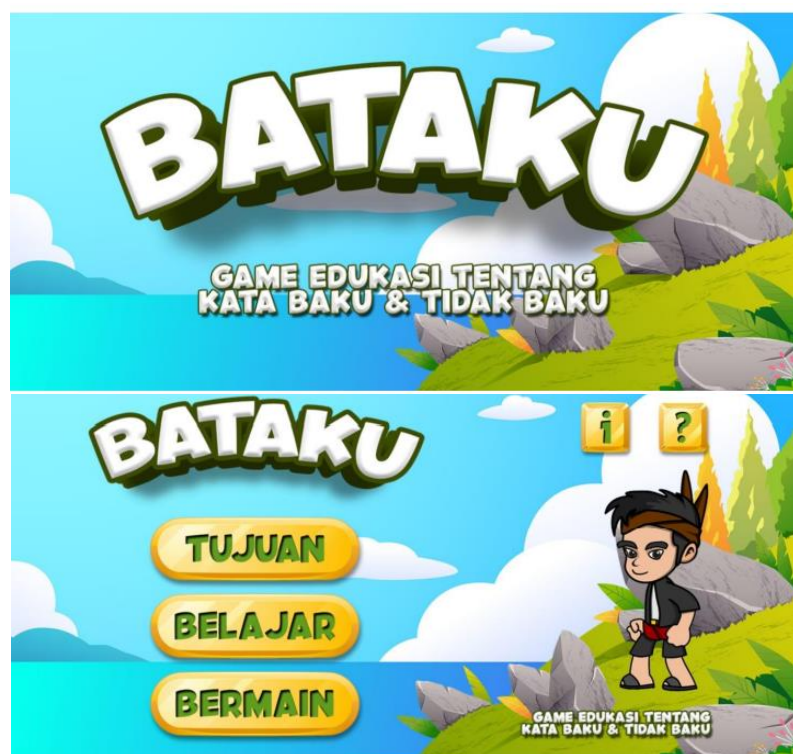 BATAKU
GAME EDUKASI TENTANG
KATA BAKU & TIDAK BAKU
BATAKU
i ?
TUJUAN
BELAJAR
BERMAIN
GAME EDUKASI TENTANG
KATA BAKU & TIDAK BAKU